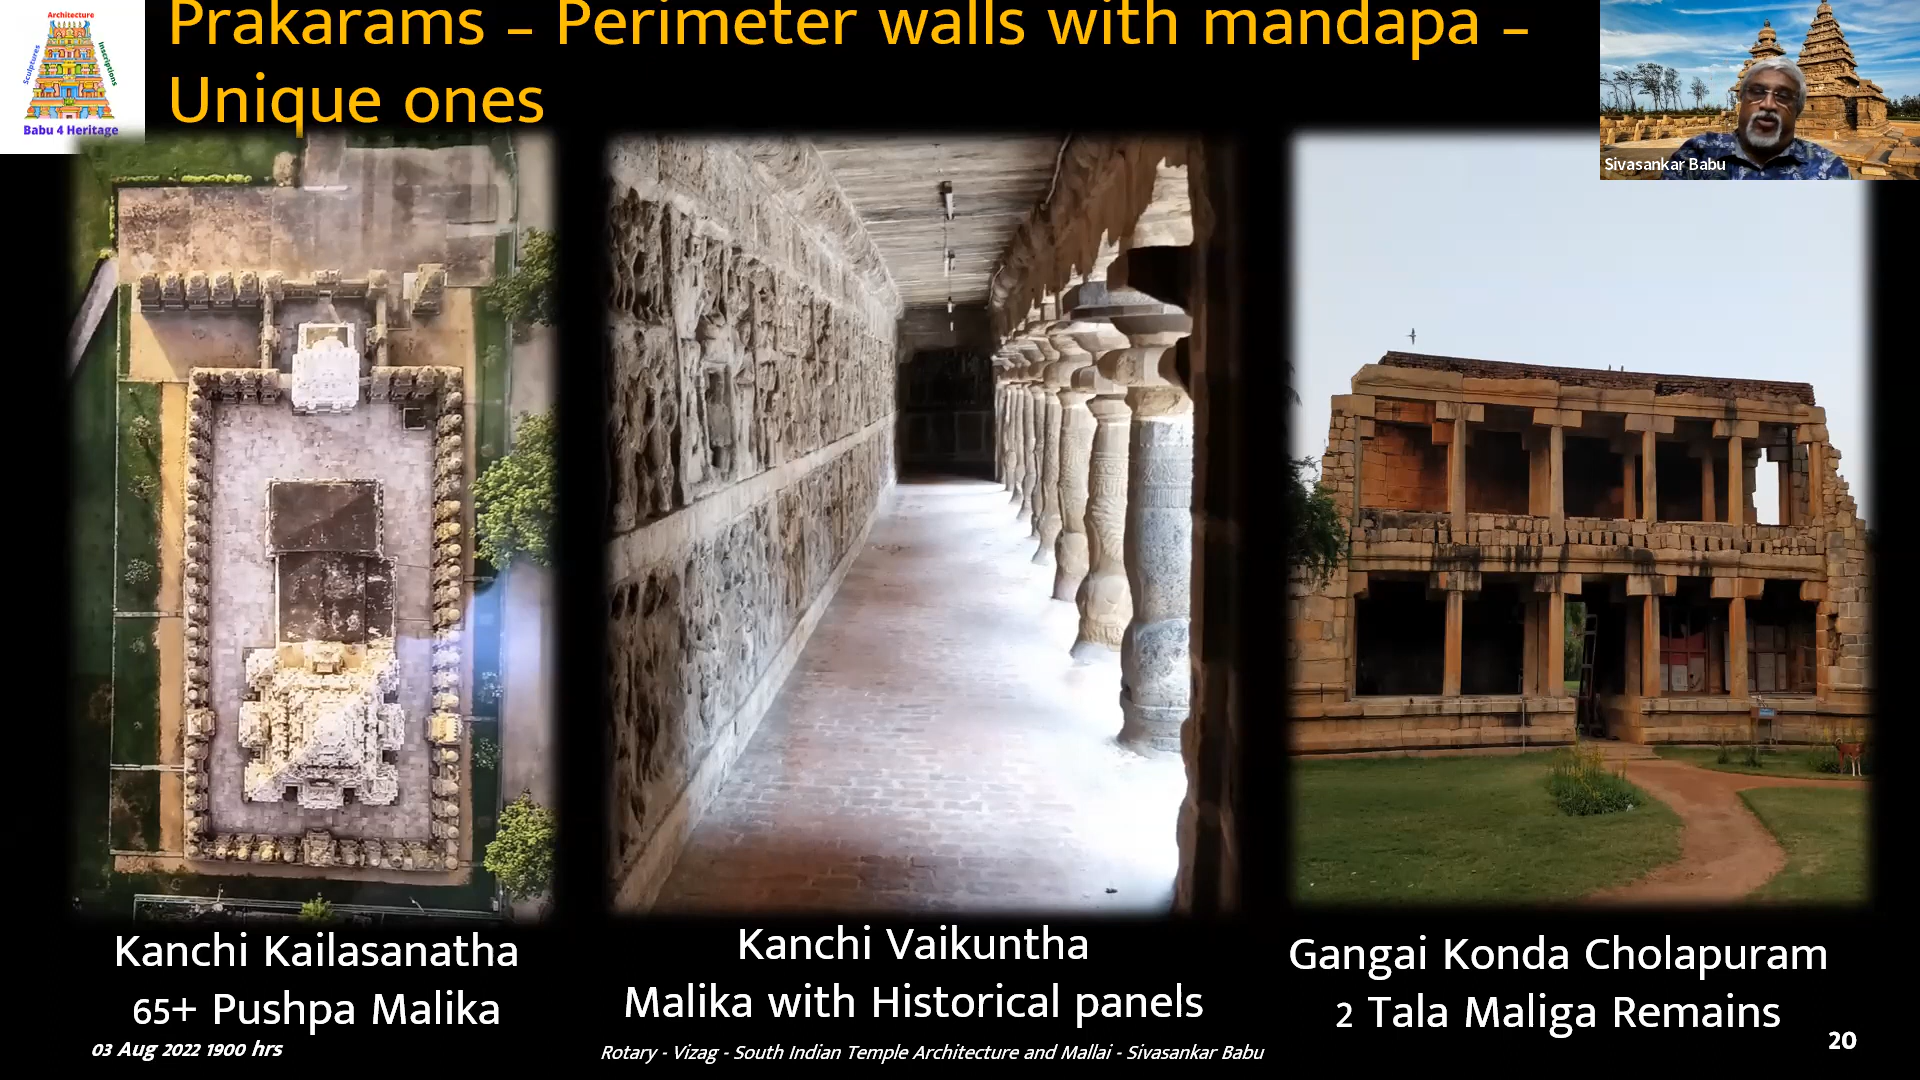 Architecture
Sculptures
Inscriptions
Babu 4 Heritage
Prakarams – Perimeter walls with mandapa –
Unique ones
Sivasankar Babu
Kanchi Kailasanatha
65+ Pushpa Malika
Kanchi Vaikuntha
Malika with Historical panels
Gangai Konda Cholapuram
2 Tala Maliga Remains
03 Aug 2022 1900 hrs
Rotary - Vizag - South Indian Temple Architecture and Mallai - Sivasankar Babu
20